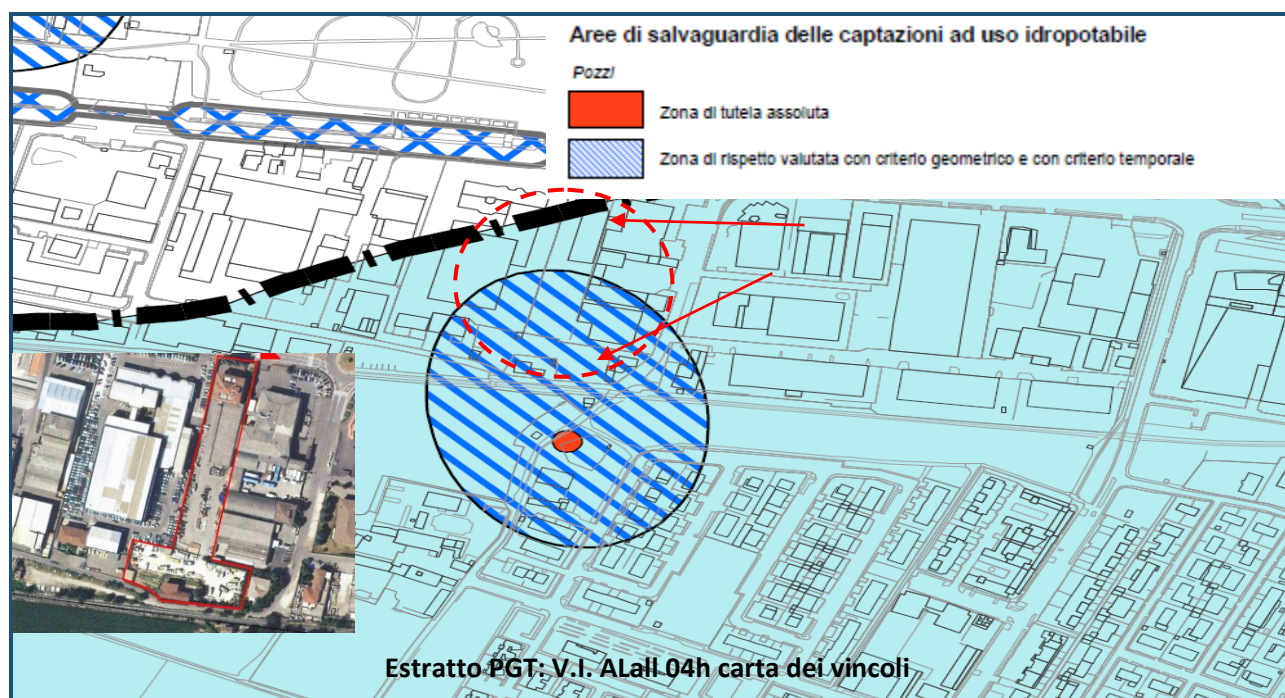 Aree di salvaguardia delle captazioni ad uso idropotabile
Pozzi
Zona di tutela assoluta
Zona di rispetto valutata con criterio geometrico e con criterio temporale
Estratto PGT: V.I. ALall 04h carta dei vincoli